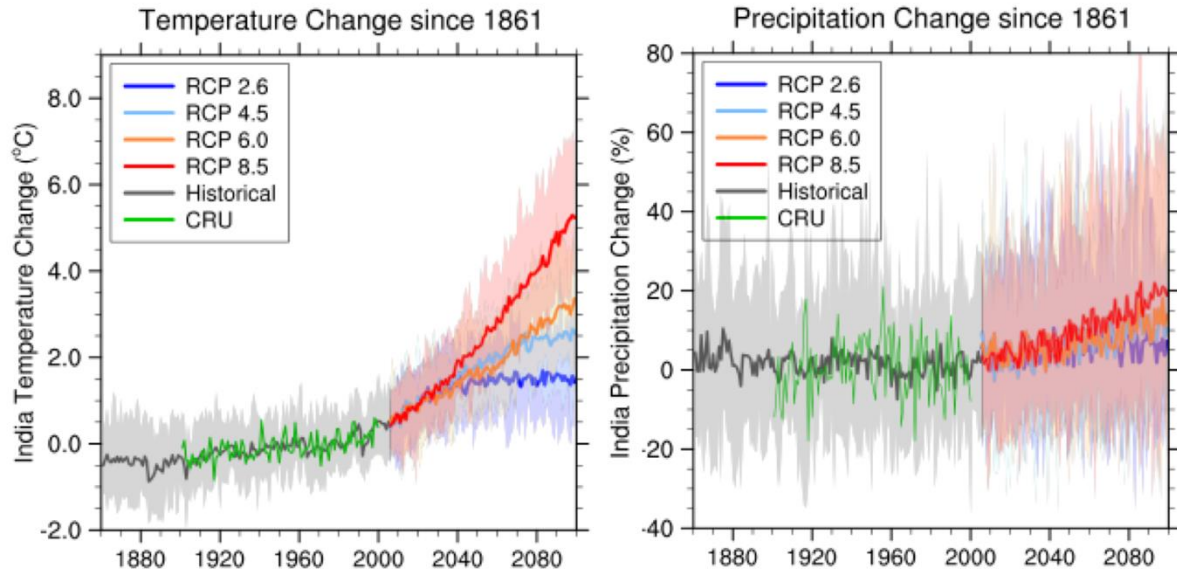 Temperature Change since 1861
India Temperature Change (°C)
8.0
6.0
4.0
2.0
0.0
-2.0
RCP 2.6
RCP 4.5
RCP 6.0
RCP 8.5
Historical
CRU
1880 1920 1960 2000 2040 2080
Precipitation Change since 1861
India Precipitation Change (%)
80
60
40
20
0
-20
-40
RCP 2.6
RCP 4.5
RCP 6.0
RCP 8.5
Historical
CRU
1880 1920 1960 2000 2040 2080